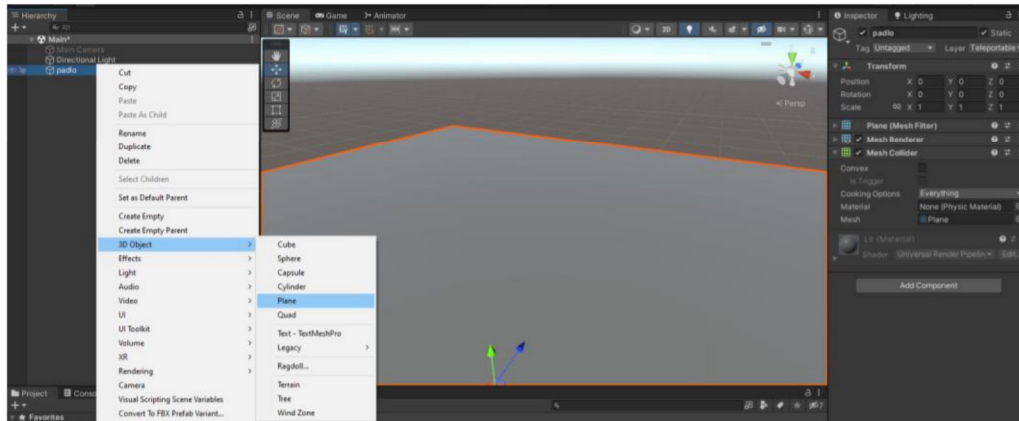 Hierarchy
All
Main*
Main Camera
Directional Light
padlo
Cut
Copy
Paste
Paste As Child
Rename
Duplicate
Delete
Select Children
Set as Default Parent
Create Empty
Create Empty Parent
3D Object
Effects
Light
Audio
Video
UI
UI Toolkit
Volume
XR
Rendering
Camera
Visual Scripting Scene Variables
Convert To FBX Prefab Variant...
Cube
Sphere
Capsule
Cylinder
Plane
Quad
Text - TextMeshPro
Legacy
Ragdoll...
Terrain
Tree
Wind Zone
Scene Game Animator
2D
Persp
Project Conso
Favorites
Inspector Lighting
padlo Static
Tag Untagged Layer Teleportable
Transform
Position X 0 Y 0 Z 0
Rotation X 0 Y 0 Z 0
Scale X 1 Y 1 Z 1
Plane (Mesh Filter)
Mesh Renderer
Mesh Collider
Convex
Is Trigger
Cooking Options Everything
Material None (Physic Material)
Mesh Plane
Lit (Material)
Shader Universal Render Pipelin Edit...
Add Component